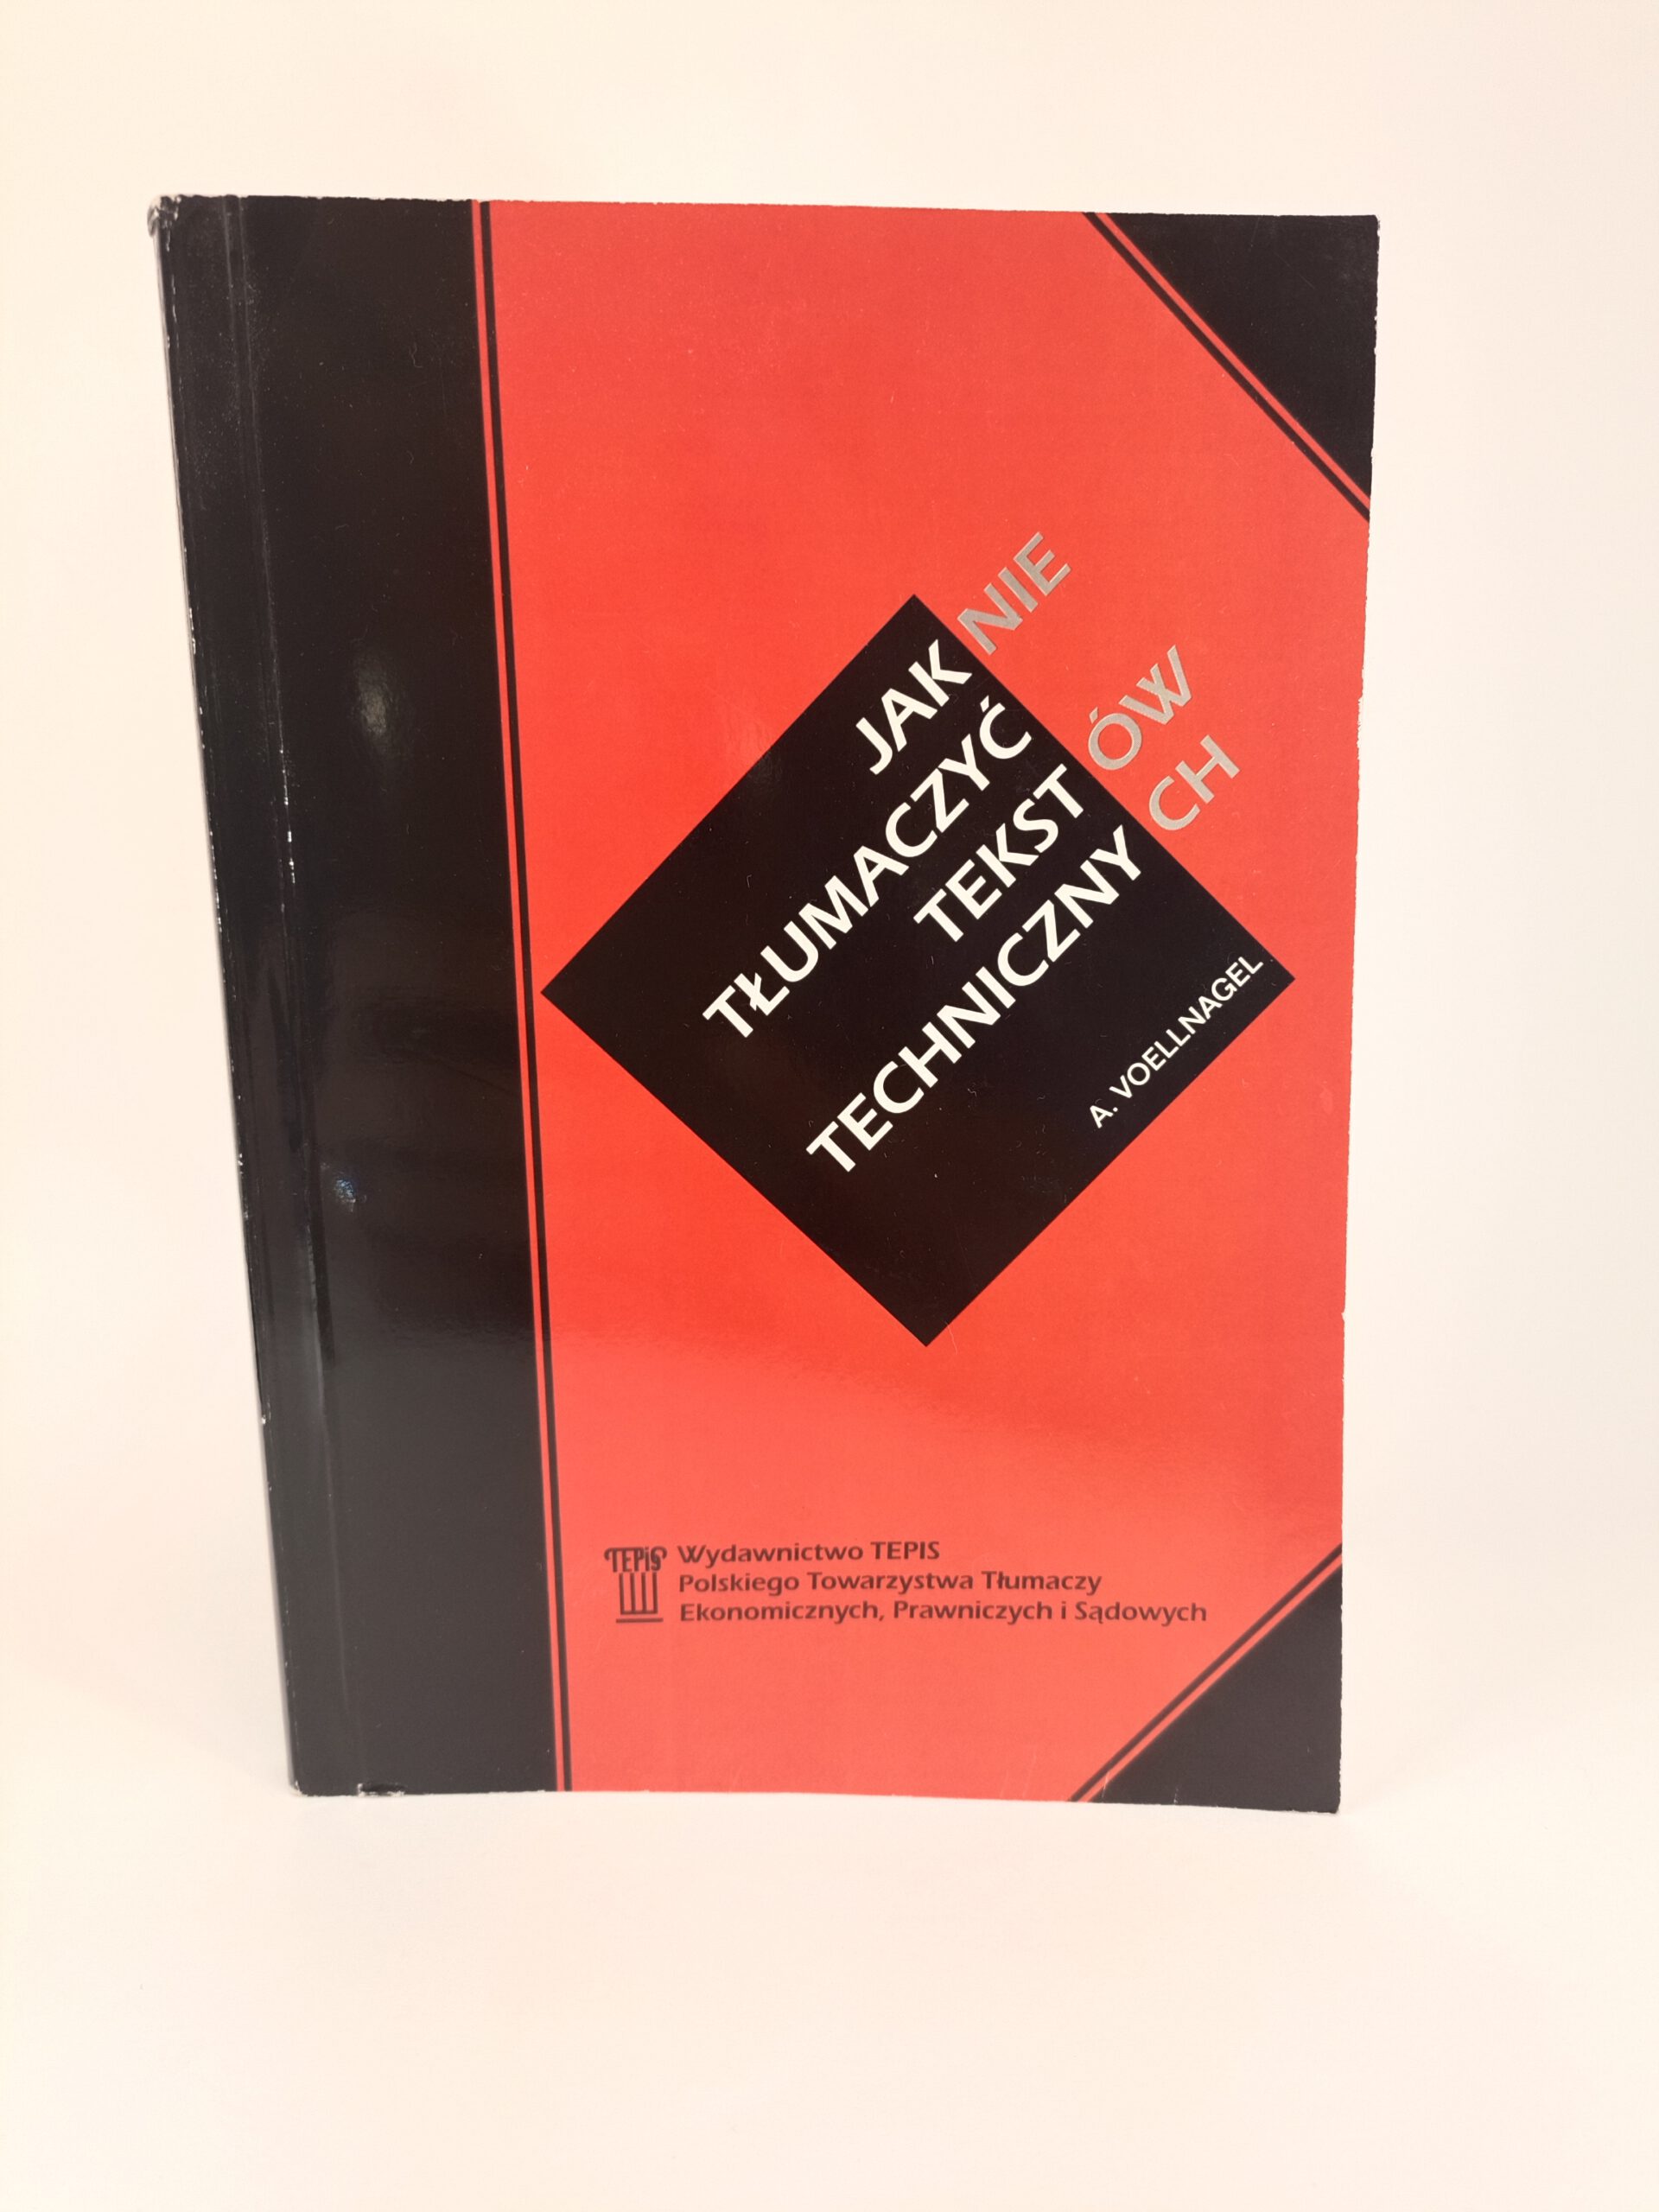 JAK NIE
TŁUMACZYĆ
TEKSTÓW
TECHNICZNYCH
A. VOELLNAGEL
TEPiS
Wydawnictwo TEPIS
Polskiego Towarzystwa Tłumaczy
Ekonomicznych, Prawniczych i Sądowych